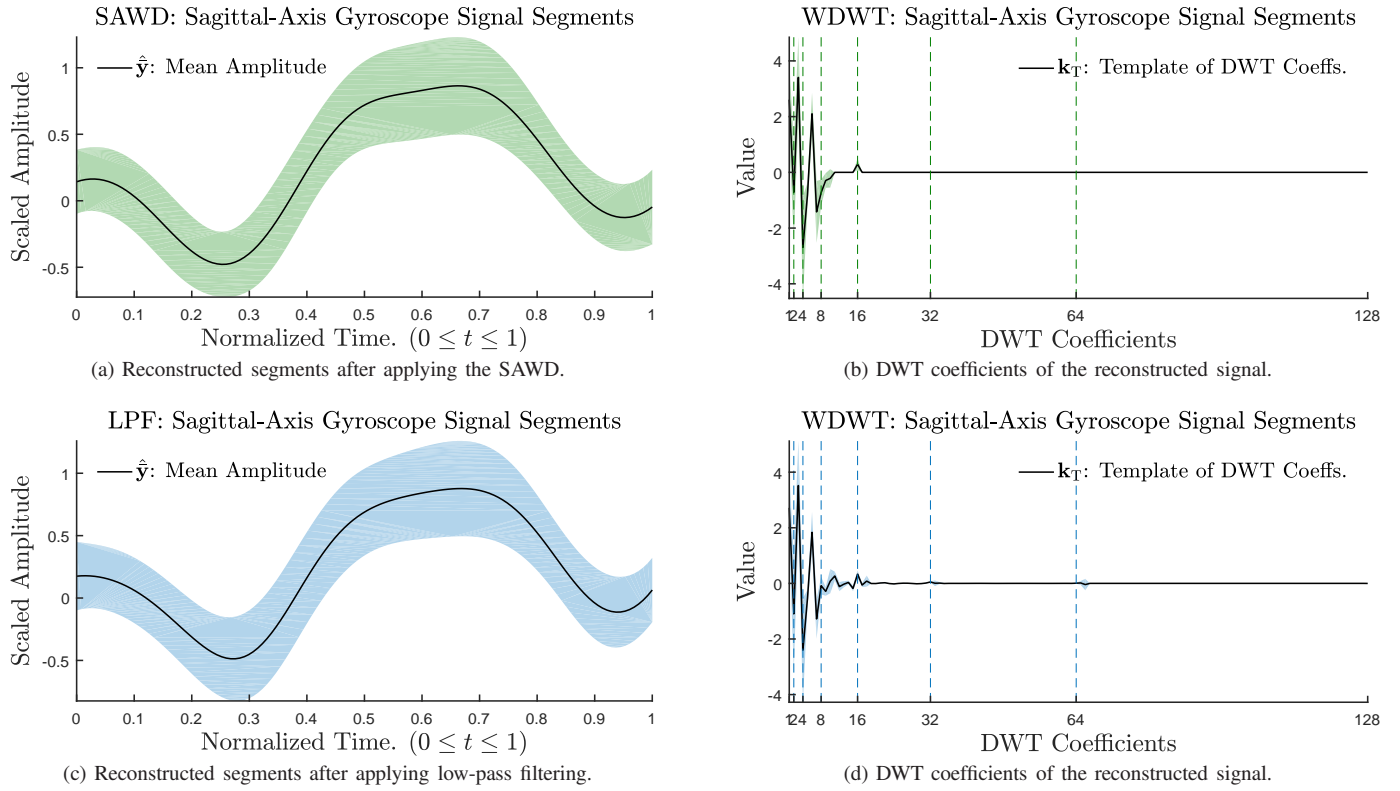 SAWD: Sagittal-Axis Gyroscope Signal Segments
ŷ̄: Mean Amplitude
Scaled Amplitude
1
0.5
0
-0.5
0 0.1 0.2 0.3 0.4 0.5 0.6 0.7 0.8 0.9 1
Normalized Time. (0 ≤ t ≤ 1)
(a) Reconstructed segments after applying the SAWD.
WDWT: Sagittal-Axis Gyroscope Signal Segments
k_T: Template of DWT Coeffs.
Value
4
2
0
-2
-4
1 2 4 8 16 32 64 128
DWT Coefficients
(b) DWT coefficients of the reconstructed signal.
LPF: Sagittal-Axis Gyroscope Signal Segments
ŷ̄: Mean Amplitude
Scaled Amplitude
1
0.5
0
-0.5
0 0.1 0.2 0.3 0.4 0.5 0.6 0.7 0.8 0.9 1
Normalized Time. (0 ≤ t ≤ 1)
(c) Reconstructed segments after applying low-pass filtering.
WDWT: Sagittal-Axis Gyroscope Signal Segments
k_T: Template of DWT Coeffs.
Value
4
2
0
-2
-4
1 2 4 8 16 32 64 128
DWT Coefficients
(d) DWT coefficients of the reconstructed signal.